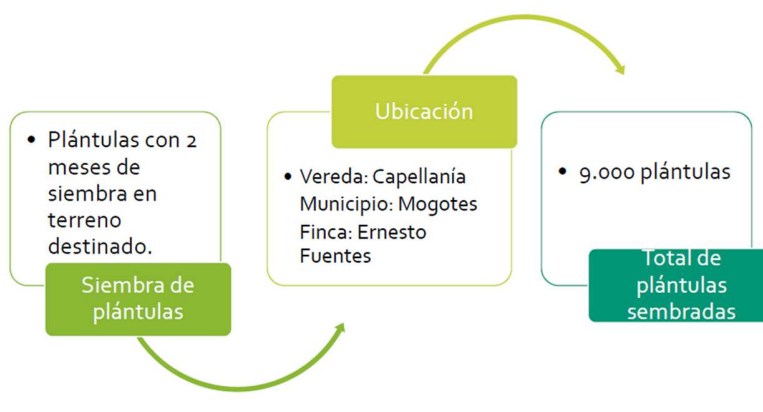 • Plántulas con 2
meses de
siembra en
terreno
destinado.
Siembra de
plántulas
Ubicación
• Vereda: Capellanía
Municipio: Mogotes
Finca: Ernesto
Fuentes
• 9.000 plántulas
Total de
plántulas
sembradas